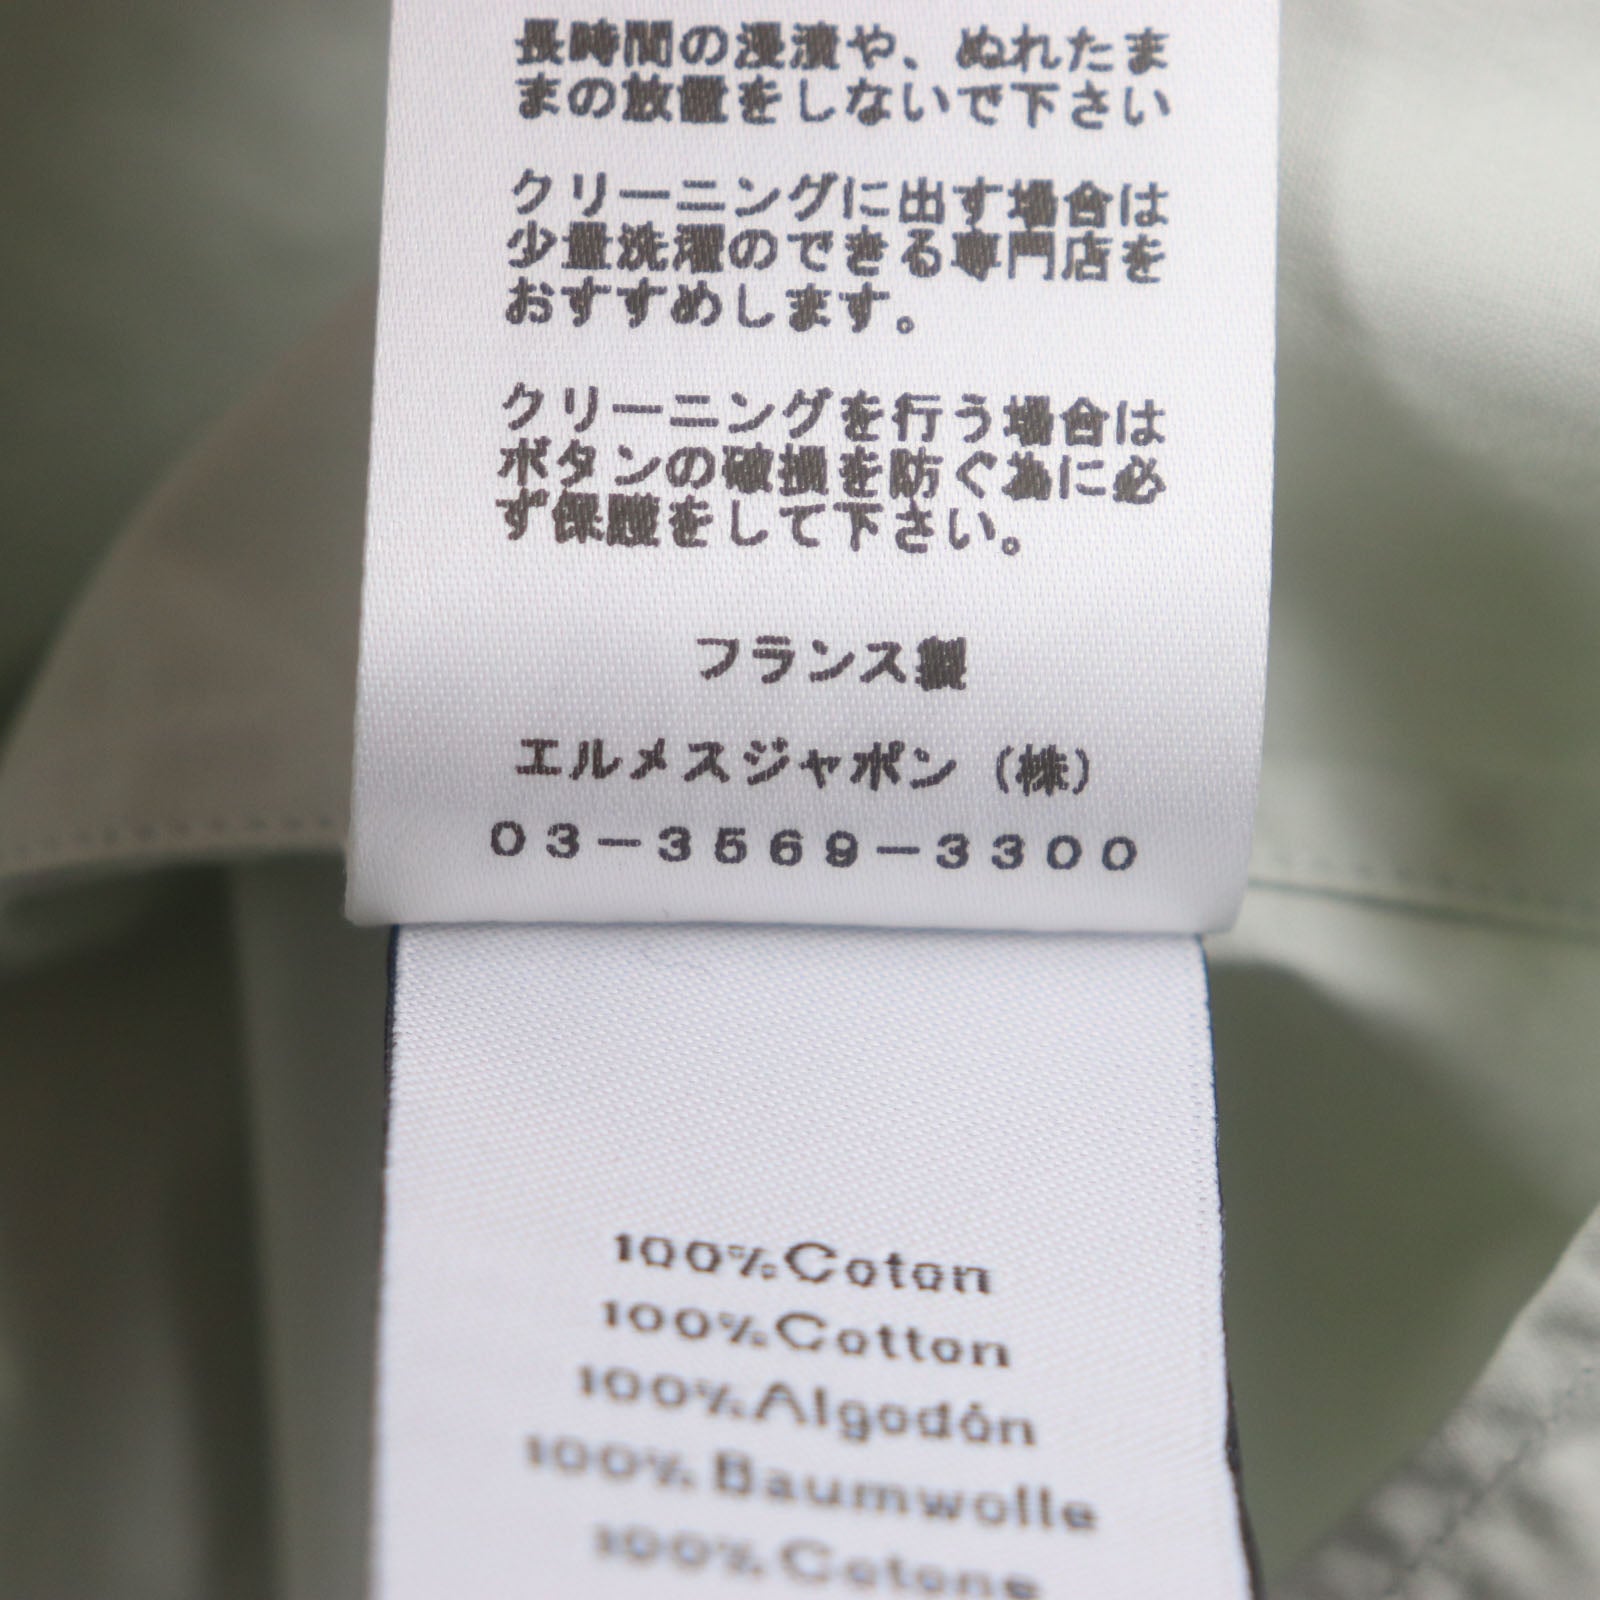 長時間の浸漬や、ぬれたま
まの放置をしないで下さい
クリーニングに出す場合は
少量洗濯のできる専門店を
おすすめします。
クリーニングを行う場合は
ボタンの破損を防ぐ為に必
ず保護をして下さい。
フランス製
エルメスジャポン（株）
03-3569-3300
100%Coton
100%Cotton
100%Algodón
100%Baumwolle
100%Cotone